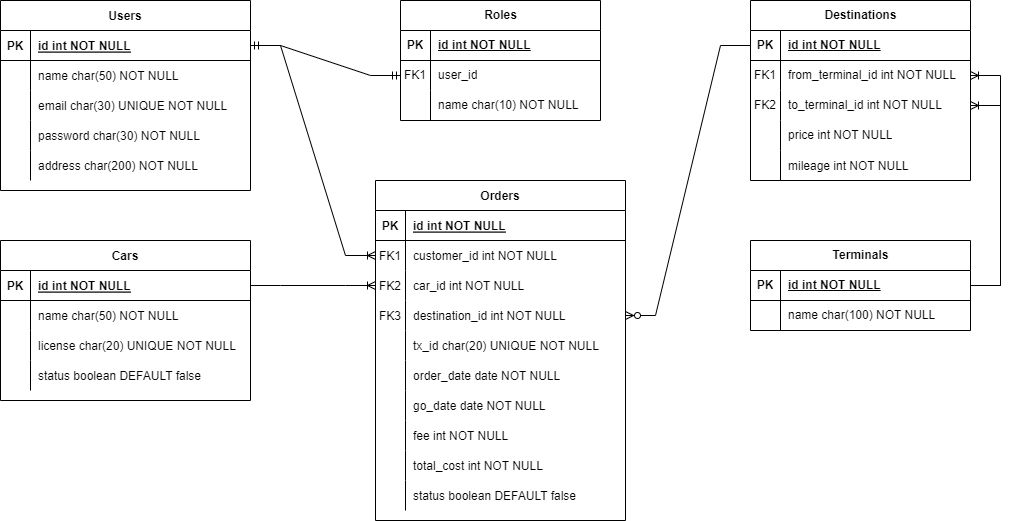 Users
PK id int NOT NULL
name char(50) NOT NULL
email char(30) UNIQUE NOT NULL
password char(30) NOT NULL
address char(200) NOT NULL
Roles
PK id int NOT NULL
FK1 user_id
name char(10) NOT NULL
Destinations
PK id int NOT NULL
FK1 from_terminal_id int NOT NULL
FK2 to_terminal_id int NOT NULL
price int NOT NULL
mileage int NOT NULL
Orders
PK id int NOT NULL
FK1 customer_id int NOT NULL
FK2 car_id int NOT NULL
FK3 destination_id int NOT NULL
tx_id char(20) UNIQUE NOT NULL
order_date date NOT NULL
go_date date NOT NULL
fee int NOT NULL
total_cost int NOT NULL
status boolean DEFAULT false
Cars
PK id int NOT NULL
name char(50) NOT NULL
license char(20) UNIQUE NOT NULL
status boolean DEFAULT false
Terminals
PK id int NOT NULL
name char(100) NOT NULL